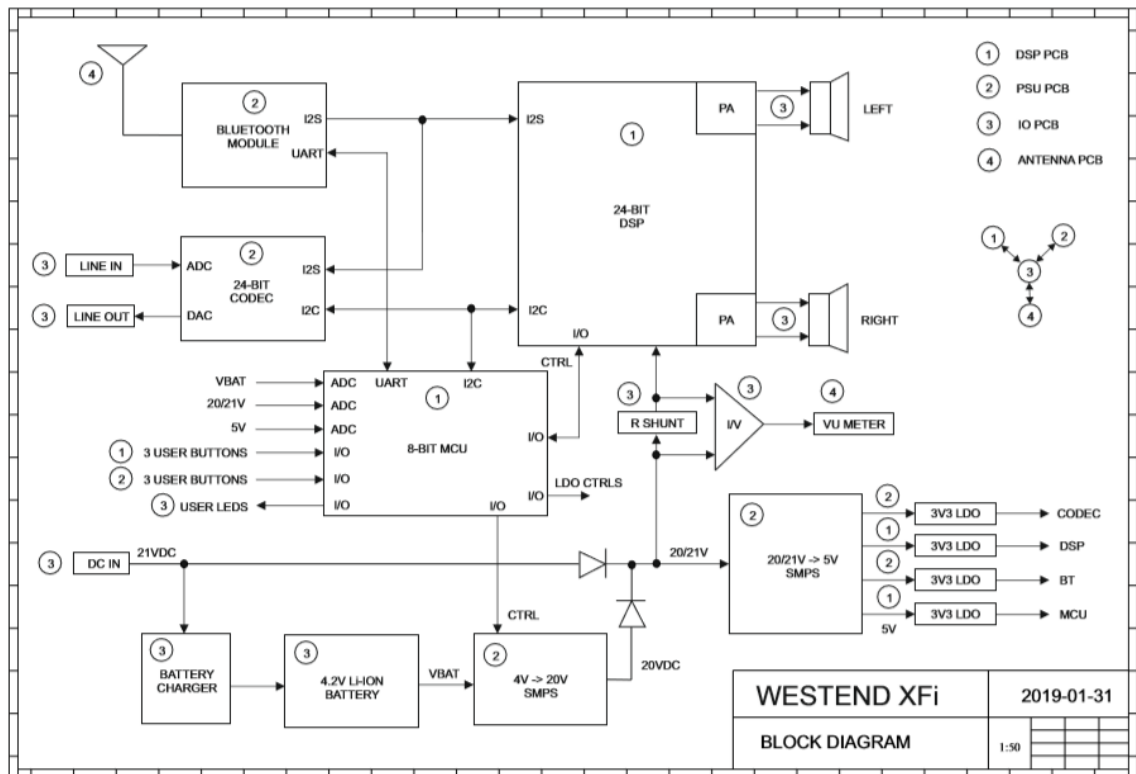 4
2
BLUETOOTH
MODULE
I2S
UART
I2S
1
24-BIT
DSP
PA
3
LEFT
1 DSP PCB
2 PSU PCB
3 IO PCB
4 ANTENNA PCB
3 LINE IN
ADC
2
24-BIT
CODEC
I2S
I2C
3 LINE OUT
DAC
I2C
I/O
PA
3
RIGHT
1
2
3
4
CTRL
VBAT
ADC
UART
I2C
20/21V
ADC
1
5V
ADC
8-BIT MCU
I/O
1 3 USER BUTTONS
I/O
2 3 USER BUTTONS
I/O
3 USER LEDS
I/O
I/O
I/O
LDO CTRLS
3
R SHUNT
3
I/V
4
VU METER
3 DC IN
21VDC
20/21V
2
20/21V -> 5V
SMPS
2
3V3 LDO
CODEC
1
3V3 LDO
DSP
2
3V3 LDO
BT
1
3V3 LDO
MCU
5V
CTRL
3
BATTERY
CHARGER
3
4.2V LI-ION
BATTERY
VBAT
2
4V -> 20V
SMPS
20VDC
WESTEND XFi
2019-01-31
BLOCK DIAGRAM
1:50